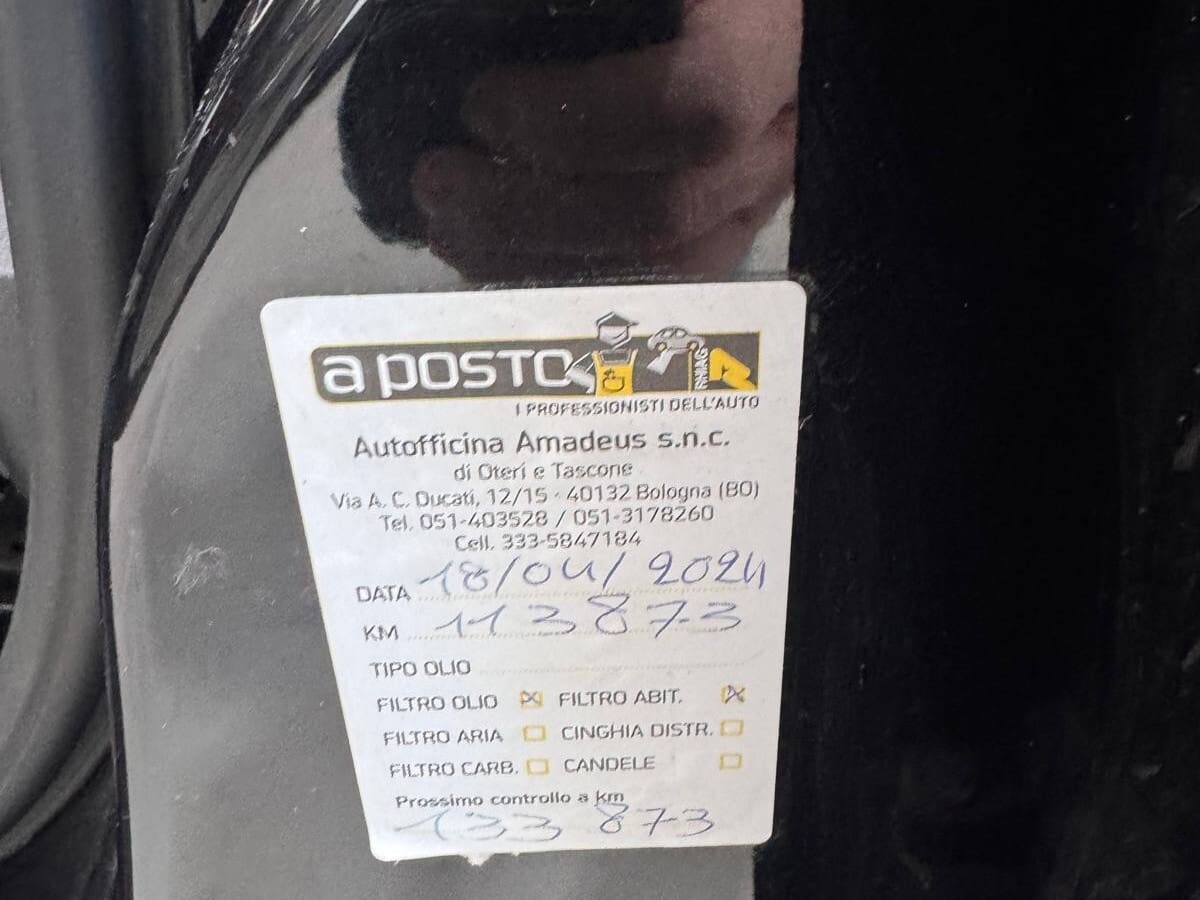 a POSTO
I PROFESSIONISTI DELL'AUTO
Autofficina Amadeus s.n.c.
di Oteri e Tascone
Via A. C. Ducati, 12/15 - 40132 Bologna (BO)
Tel. 051-403528 / 051-3178260
Cell. 333-5847184
DATA 18/04/2024
KM 113873
TIPO OLIO
FILTRO OLIO FILTRO ABIT.
FILTRO ARIA CINGHIA DISTR.
FILTRO CARB. CANDELE
Prossimo controllo a km
133 873